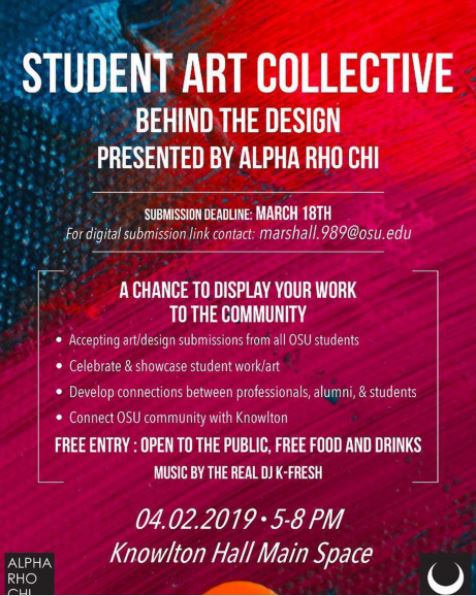 STUDENT ART COLLECTIVE
BEHIND THE DESIGN
PRESENTED BY ALPHA RHO CHI
SUBMISSION DEADLINE: MARCH 18TH
For digital submission link contact: marshall.989@osu.edu
A CHANCE TO DISPLAY YOUR WORK
TO THE COMMUNITY
• Accepting art/design submissions from all OSU students
• Celebrate & showcase student work/art
• Develop connections between professionals, alumni, & students
• Connect OSU community with Knowlton
FREE ENTRY : OPEN TO THE PUBLIC, FREE FOOD AND DRINKS
MUSIC BY THE REAL DJ K-FRESH
04.02.2019 • 5-8 PM
Knowlton Hall Main Space
ALPHA
RHO
CHI